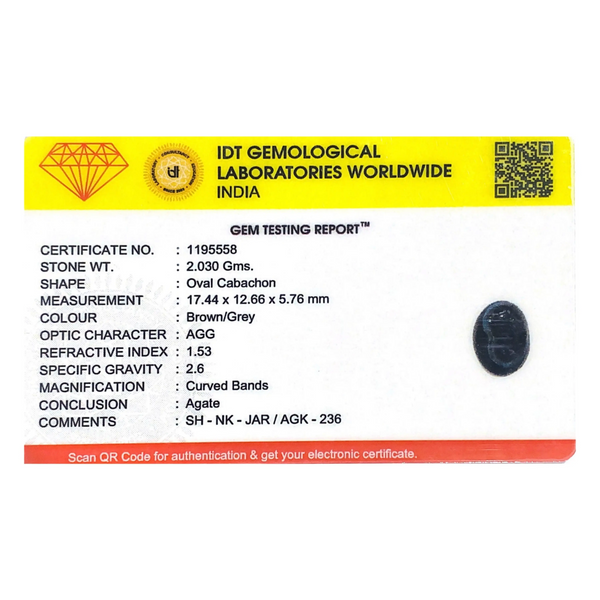 IDT GEMOLOGICAL
LABORATORIES WORLDWIDE
INDIA
GEM TESTING REPORT™
CERTIFICATE NO. : 1195558
STONE WT. : 2.030 Gms.
SHAPE : Oval Cabachon
MEASUREMENT : 17.44 x 12.66 x 5.76 mm
COLOUR : Brown/Grey
OPTIC CHARACTER : AGG
REFRACTIVE INDEX : 1.53
SPECIFIC GRAVITY : 2.6
MAGNIFICATION : Curved Bands
CONCLUSION : Agate
COMMENTS : SH - NK - JAR / AGK - 236
Scan QR Code for authentication & get your electronic certificate.